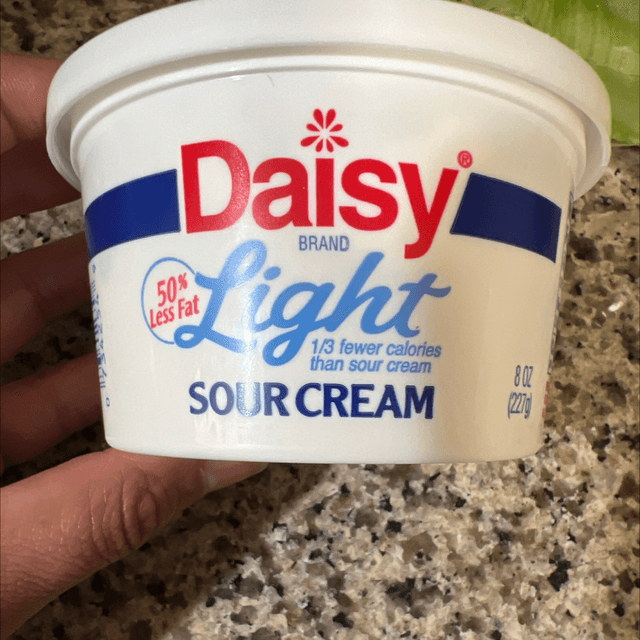 Daisy®
BRAND
50%
Less Fat
Light
1/3 fewer calories
than sour cream
SOUR CREAM
8 OZ
(227g)